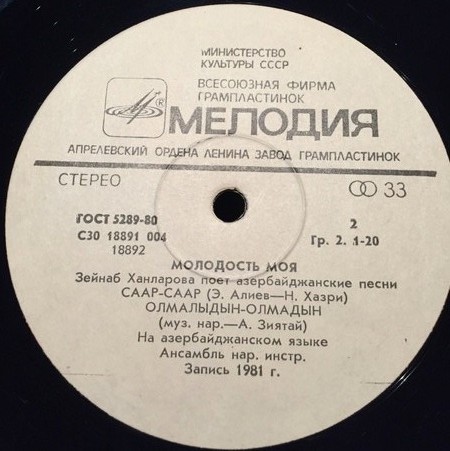 МИНИСТЕРСТВО
КУЛЬТУРЫ СССР
ВСЕСОЮЗНАЯ ФИРМА
ГРАМПЛАСТИНОК
® МЕЛОДИЯ
АПРЕЛЕВСКИЙ ОРДЕНА ЛЕНИНА ЗАВОД ГРАМПЛАСТИНОК
СТЕРЕО 33
ГОСТ 5289-80 2
С30 18891 004 Гр. 2. 1-20
18892
МОЛОДОСТЬ МОЯ
Зейнаб Ханларова поет азербайджанские песни
СААР-СААР (Э. Алиев—Н. Хазри)
ОЛМАЛЫДЫН-ОЛМАДЫН
(муз. нар.—А. Зиятай)
На азербайджанском языке
Ансамбль нар. инстр.
Запись 1981 г.